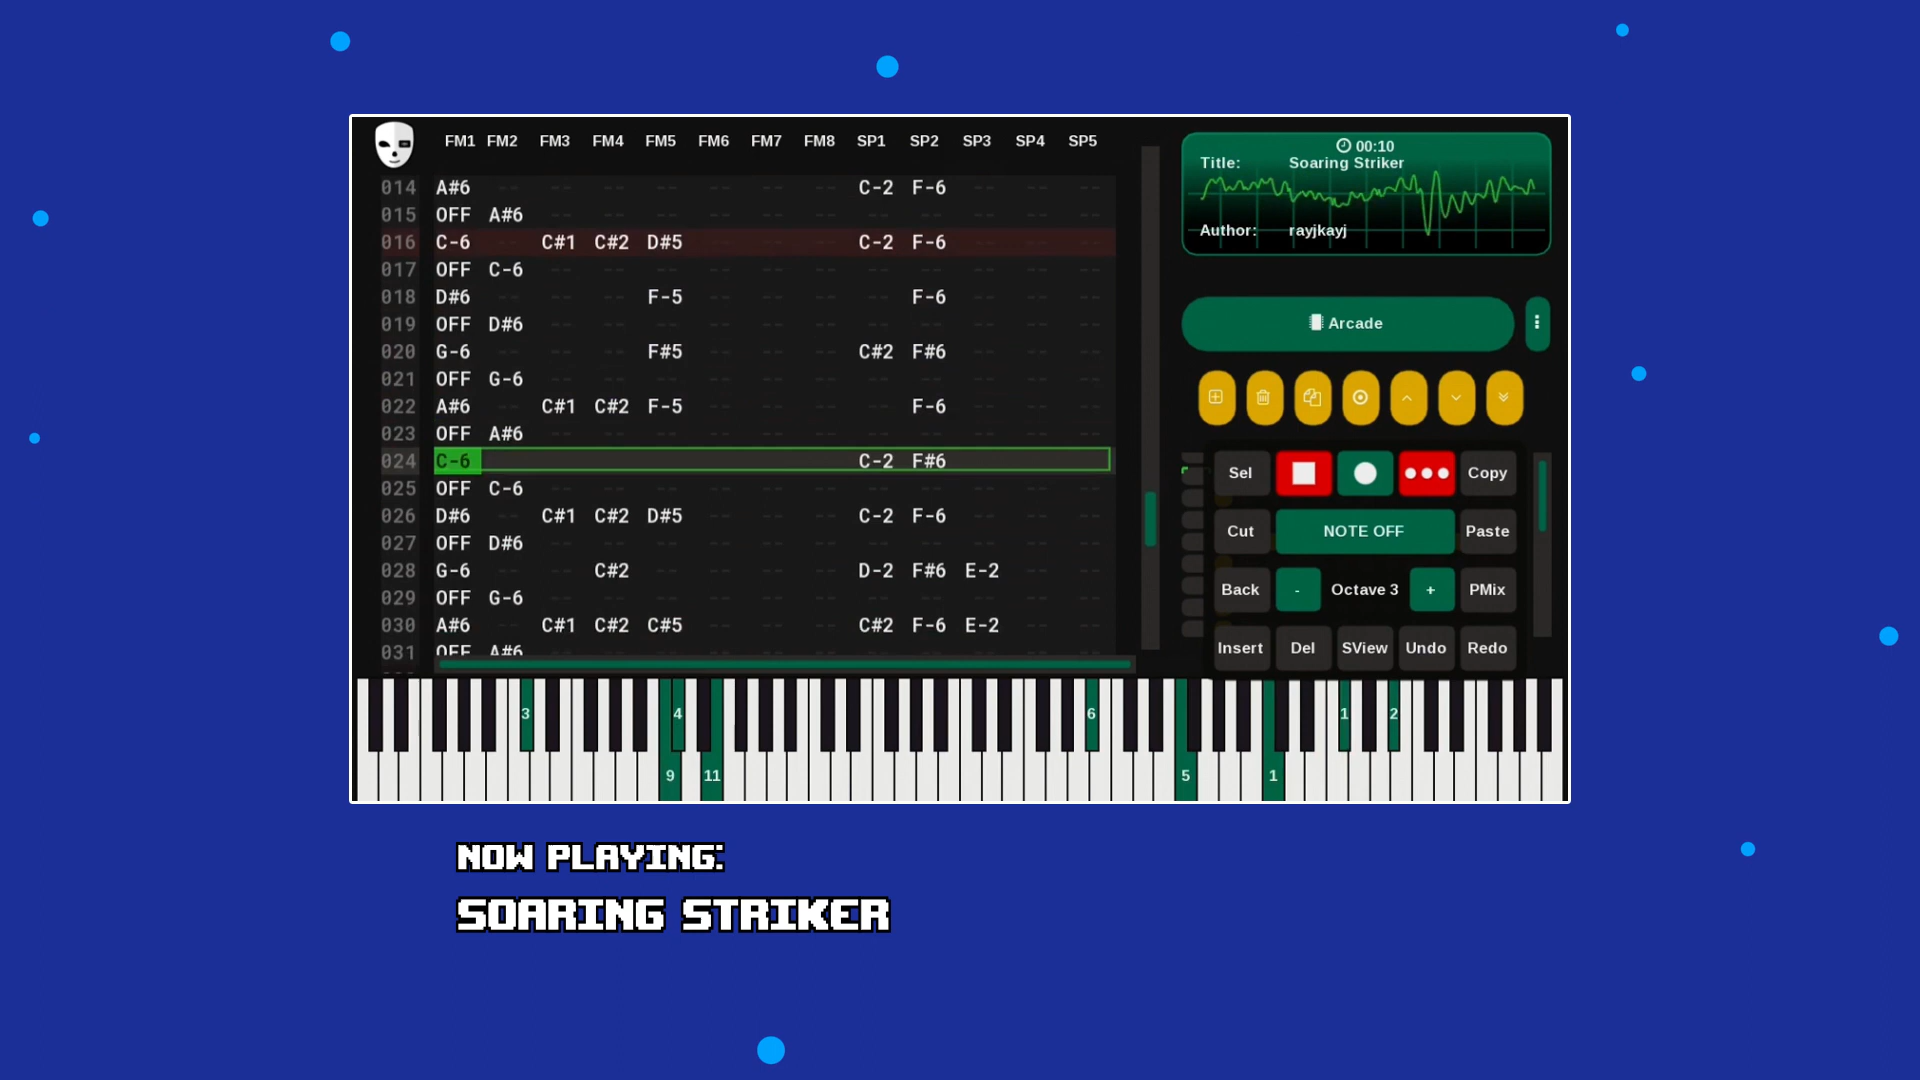 FM1 FM2 FM3 FM4 FM5 FM6 FM7 FM8 SP1 SP2 SP3 SP4 SP5
014 A#6 -- -- -- -- -- -- -- C-2 F-6 -- -- --
015 OFF A#6 -- -- -- -- -- -- -- -- -- -- --
016 C-6 -- C#1 C#2 D#5 -- -- -- C-2 F-6 -- -- --
017 OFF C-6 -- -- -- -- -- -- -- -- -- -- --
018 D#6 -- -- -- F-5 -- -- -- -- F-6 -- -- --
019 OFF D#6 -- -- -- -- -- -- -- -- -- -- --
020 G-6 -- -- -- F#5 -- -- -- C#2 F#6 -- -- --
021 OFF G-6 -- -- -- -- -- -- -- -- -- -- --
022 A#6 -- C#1 C#2 F-5 -- -- -- -- F-6 -- -- --
023 OFF A#6 -- -- -- -- -- -- -- -- -- -- --
024 C-6 C-2 F#6
025 OFF C-6 -- -- -- -- -- -- -- -- -- -- --
026 D#6 -- C#1 C#2 D#5 -- -- -- C-2 F-6 -- -- --
027 OFF D#6 -- -- -- -- -- -- -- -- -- -- --
028 G-6 -- -- C#2 -- -- -- -- D-2 F#6 E-2 -- --
029 OFF G-6 -- -- -- -- -- -- -- -- -- -- --
030 A#6 -- C#1 C#2 C#5 -- -- -- C#2 F-6 E-2 -- --
031 OFF A#6
00:10
Title: Soaring Striker
Author: rayjkayj
Arcade
Sel Copy
Cut NOTE OFF Paste
Back - Octave 3 + PMix
Insert Del SView Undo Redo
3 4 6 1 2
9 11 5 1
NOW PLAYING:
SOARING STRIKER